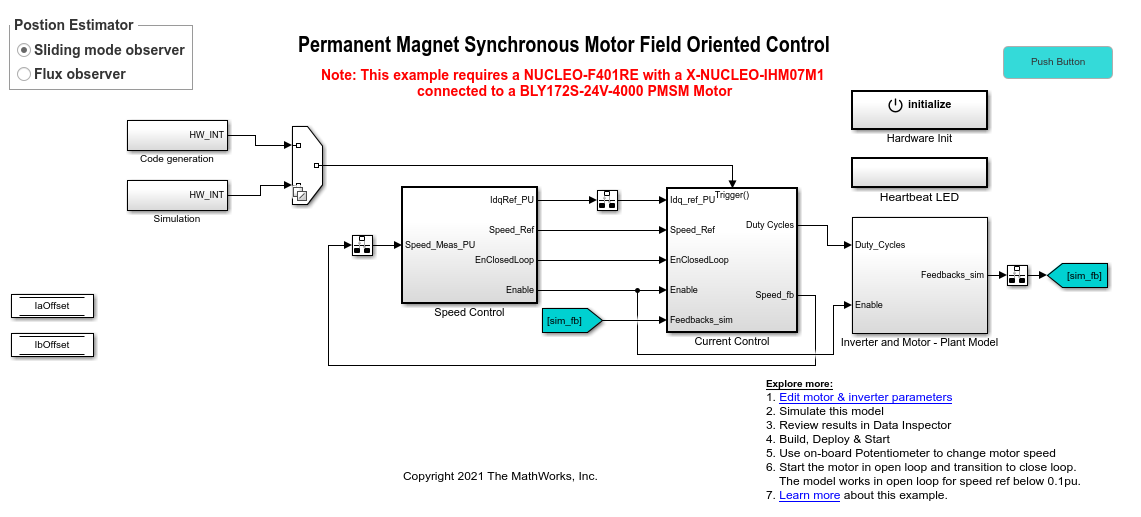 Postion Estimator
Sliding mode observer
Flux observer
Permanent Magnet Synchronous Motor Field Oriented Control
Note: This example requires a NUCLEO-F401RE with a X-NUCLEO-IHM07M1
connected to a BLY172S-24V-4000 PMSM Motor
Push Button
initialize
Hardware Init
Heartbeat LED
HW_INT
Code generation
HW_INT
Simulation
Speed_Meas_PU
IdqRef_PU
Speed_Ref
EnClosedLoop
Enable
Speed Control
[sim_fb]
Trigger()
Idq_ref_PU
Speed_Ref
EnClosedLoop
Enable
Feedbacks_sim
Duty Cycles
Speed_fb
Current Control
Duty_Cycles
Enable
Feedbacks_sim
Inverter and Motor - Plant Model
[sim_fb]
IaOffset
IbOffset
Explore more:
1. Edit motor & inverter parameters
2. Simulate this model
3. Review results in Data Inspector
4. Build, Deploy & Start
5. Use on-board Potentiometer to change motor speed
6. Start the motor in open loop and transition to close loop.
The model works in open loop for speed ref below 0.1pu.
7. Learn more about this example.
Copyright 2021 The MathWorks, Inc.